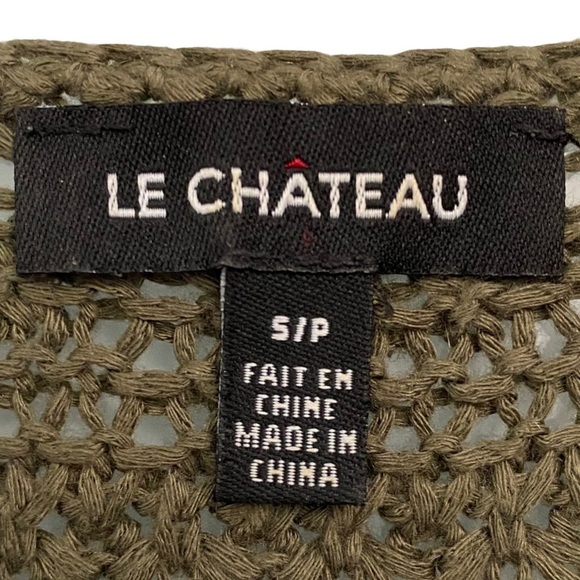 LE CHÂTEAU
S/P
FAIT EN
CHINE
MADE IN
CHINA